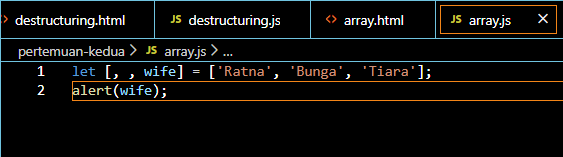 destructuring.html JS destructuring.js <> array.html JS array.js ×
pertemuan-kedua > JS array.js > ...
1 let [, , wife] = ['Ratna', 'Bunga', 'Tiara'];
2 alert(wife);